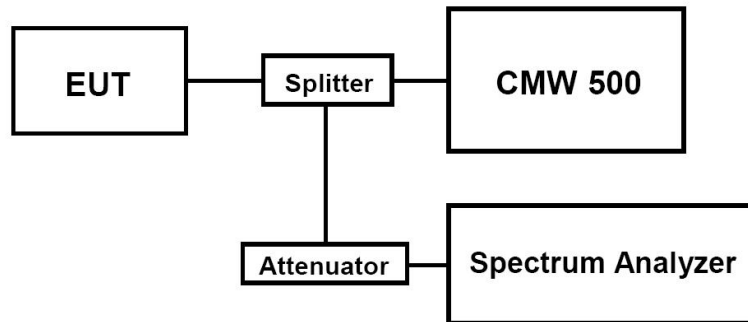 EUT
Splitter
CMW 500
Attenuator
Spectrum Analyzer